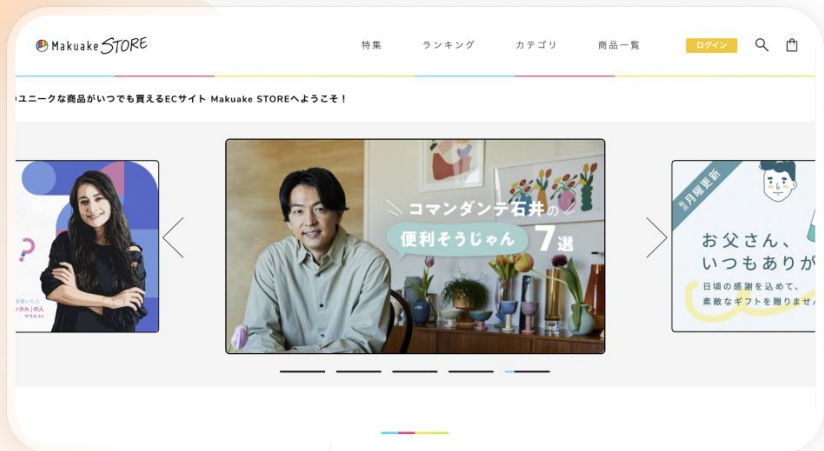 Makuake STORE
特集
ランキング
カテゴリ
商品一覧
ログイン
ユニークな商品がいつでも買えるECサイト Makuake STOREへようこそ！
?
コマンダンテ石井の
便利そうじゃん 7選
毎週月曜更新
お父さん、
いつもありが
日頃の感謝を込めて、
素敵なギフトを贈りませ